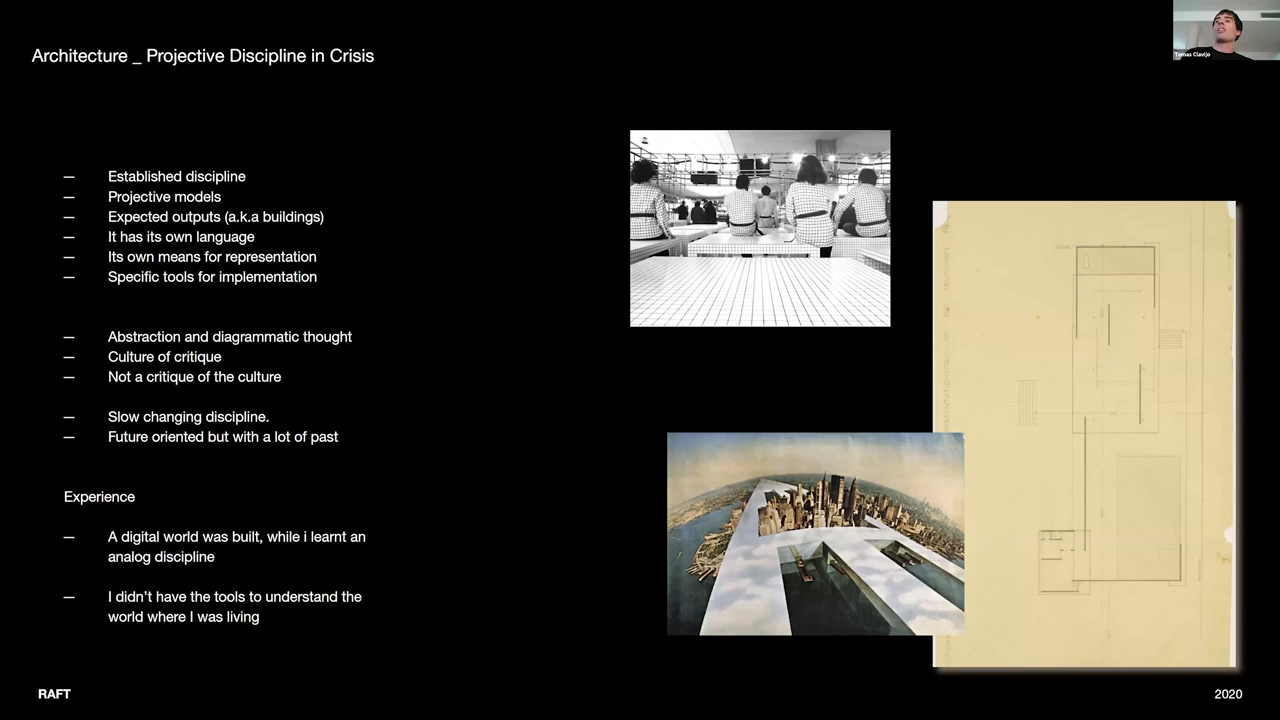 Architecture _ Projective Discipline in Crisis
Tomas Clavijo
— Established discipline
— Projective models
— Expected outputs (a.k.a buildings)
— It has its own language
— Its own means for representation
— Specific tools for implementation
— Abstraction and diagrammatic thought
— Culture of critique
— Not a critique of the culture
— Slow changing discipline.
— Future oriented but with a lot of past
Experience
— A digital world was built, while i learnt an
analog discipline
— I didn’t have the tools to understand the
world where I was living
RAFT
2020